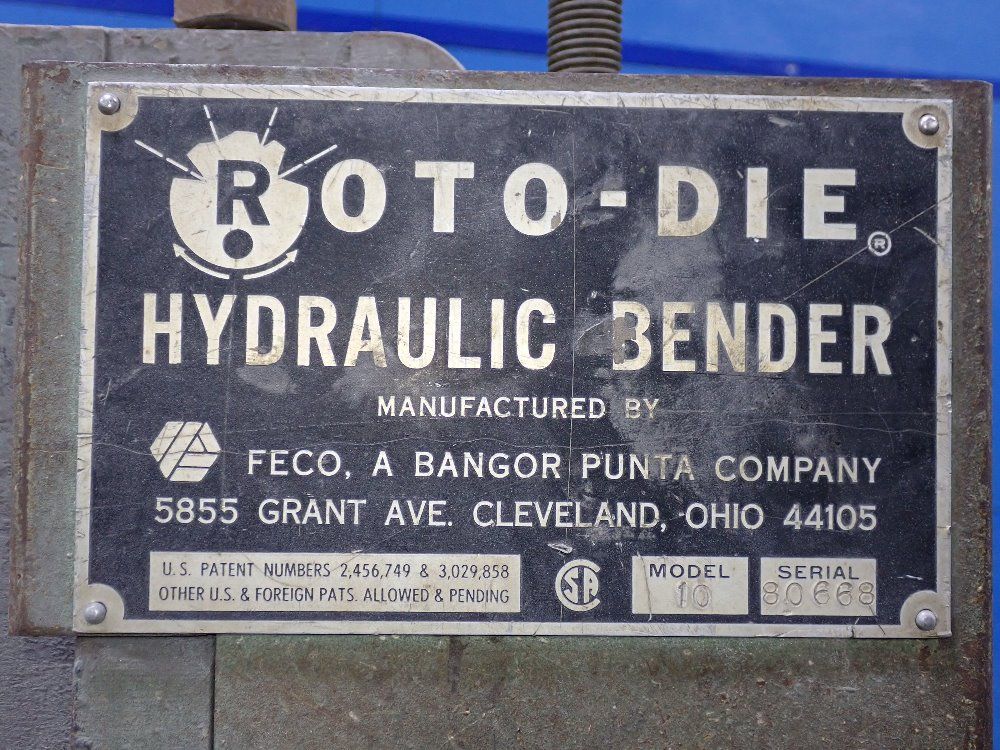 ROTO-DIE®
HYDRAULIC BENDER
MANUFACTURED BY
FECO, A BANGOR PUNTA COMPANY
5855 GRANT AVE. CLEVELAND, OHIO 44105
U.S. PATENT NUMBERS 2,456,749 & 3,029,858
OTHER U.S. & FOREIGN PATS. ALLOWED & PENDING
CSA
MODEL
10
SERIAL
80668